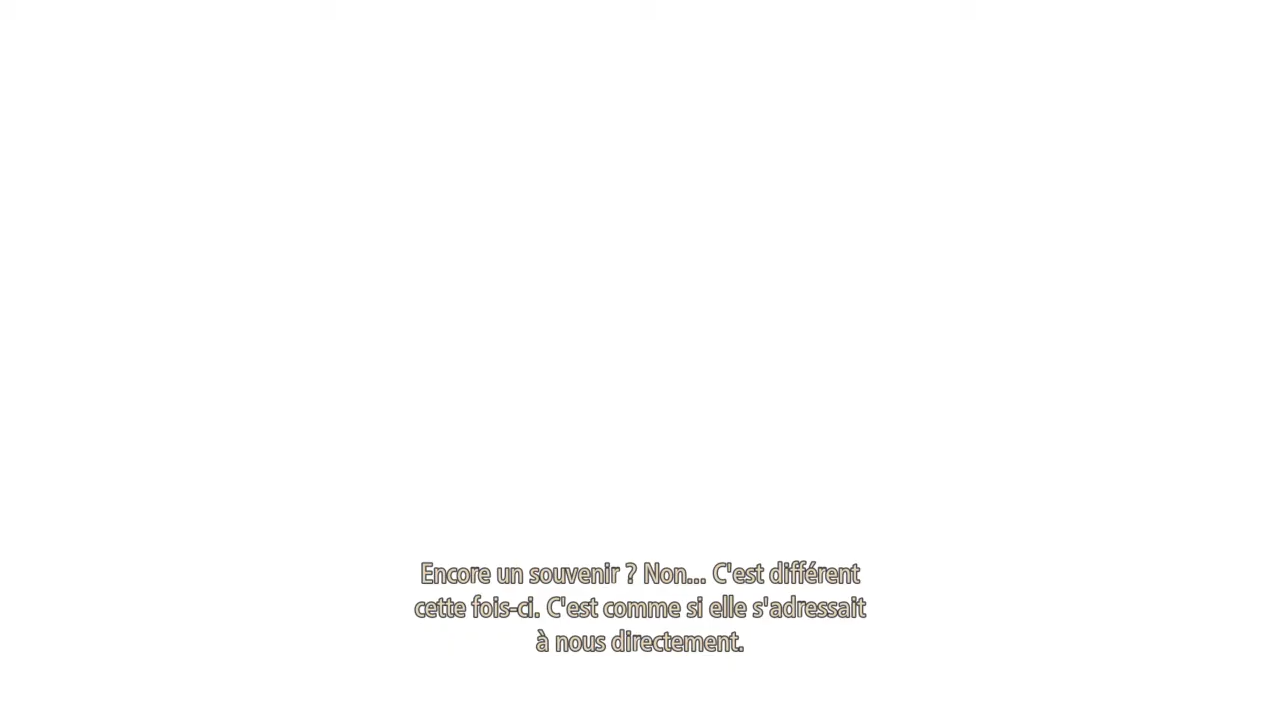 Encore un souvenir ? Non... C'est différent
cette fois-ci. C'est comme si elle s'adressait
à nous directement.